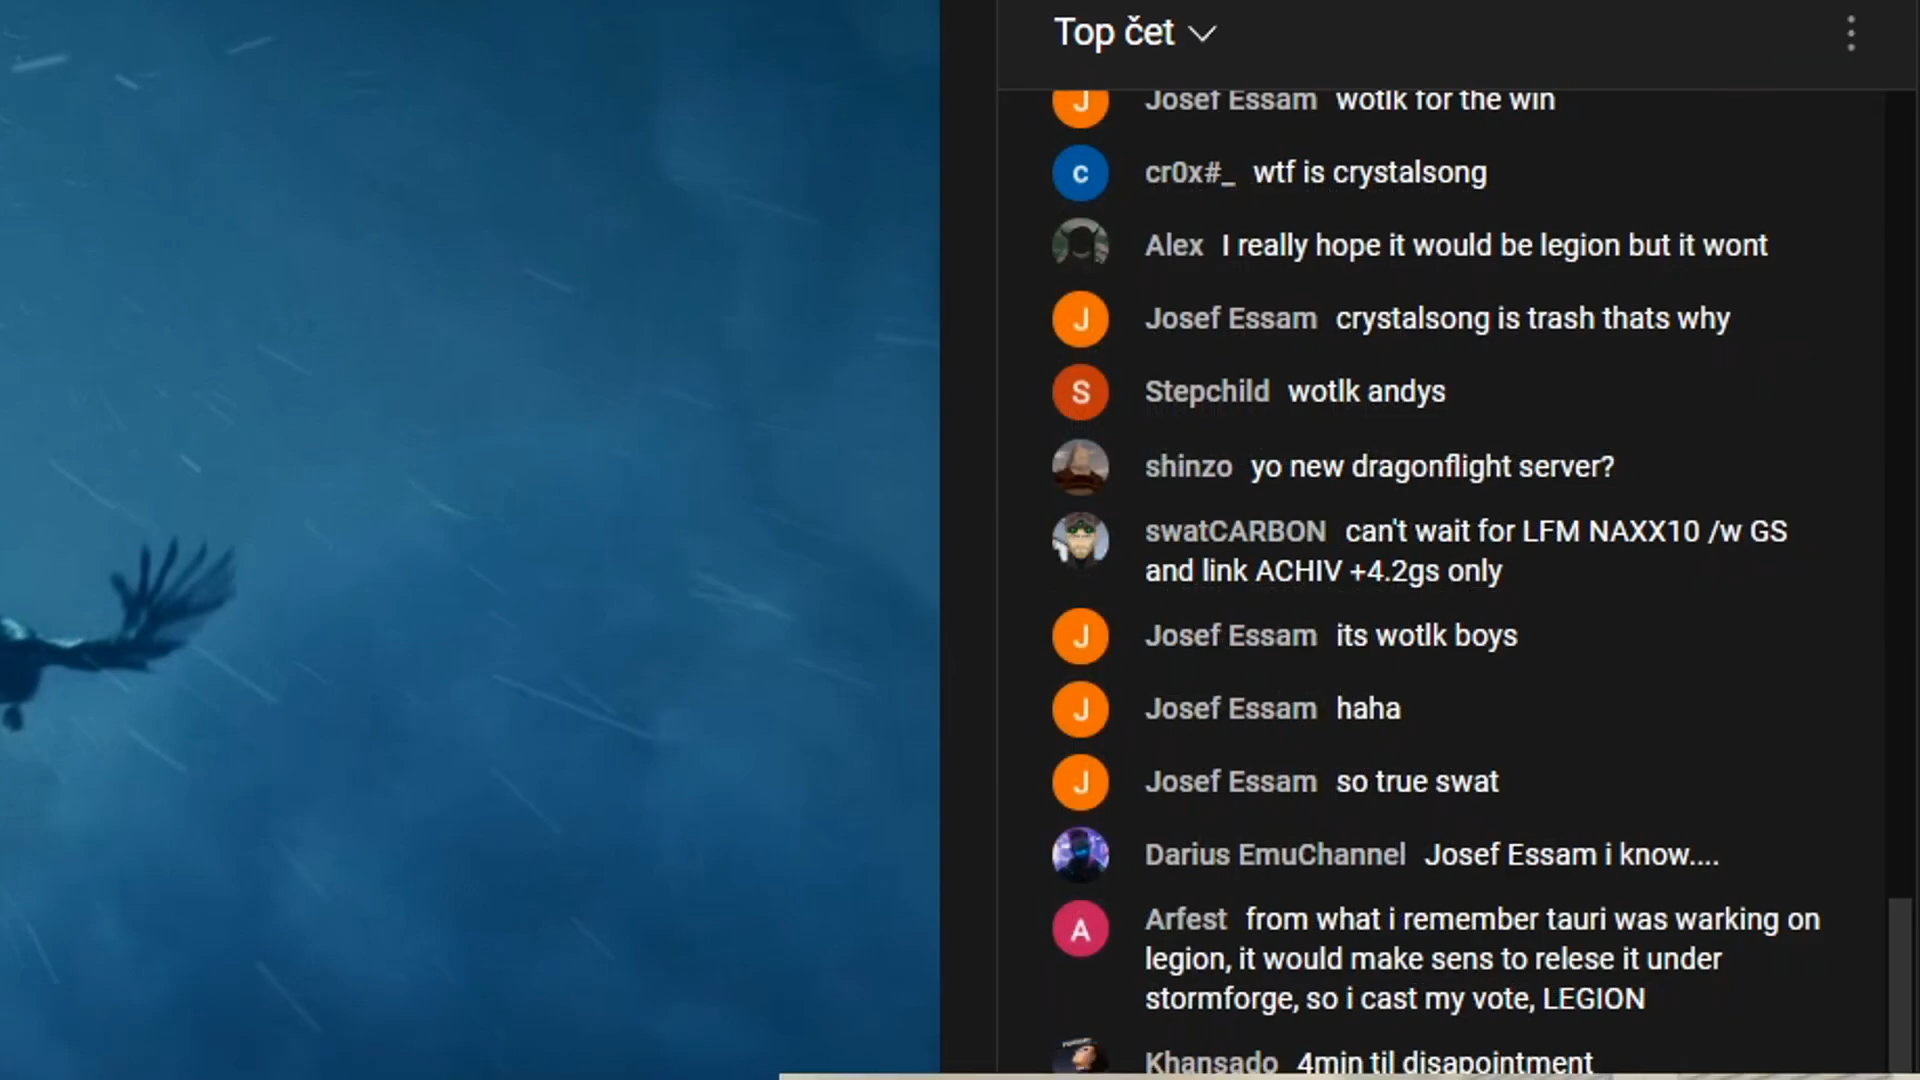 Top čet
J Josef Essam wotlk for the win
c cr0x#_ wtf is crystalsong
Alex I really hope it would be legion but it wont
J Josef Essam crystalsong is trash thats why
S Stepchild wotlk andys
shinzo yo new dragonflight server?
swatCARBON can't wait for LFM NAXX10 /w GS
and link ACHIV +4.2gs only
J Josef Essam its wotlk boys
J Josef Essam haha
J Josef Essam so true swat
Darius EmuChannel Josef Essam i know....
A Arfest from what i remember tauri was warking on
legion, it would make sens to relese it under
stormforge, so i cast my vote, LEGION
Khansado 4min til disapointment